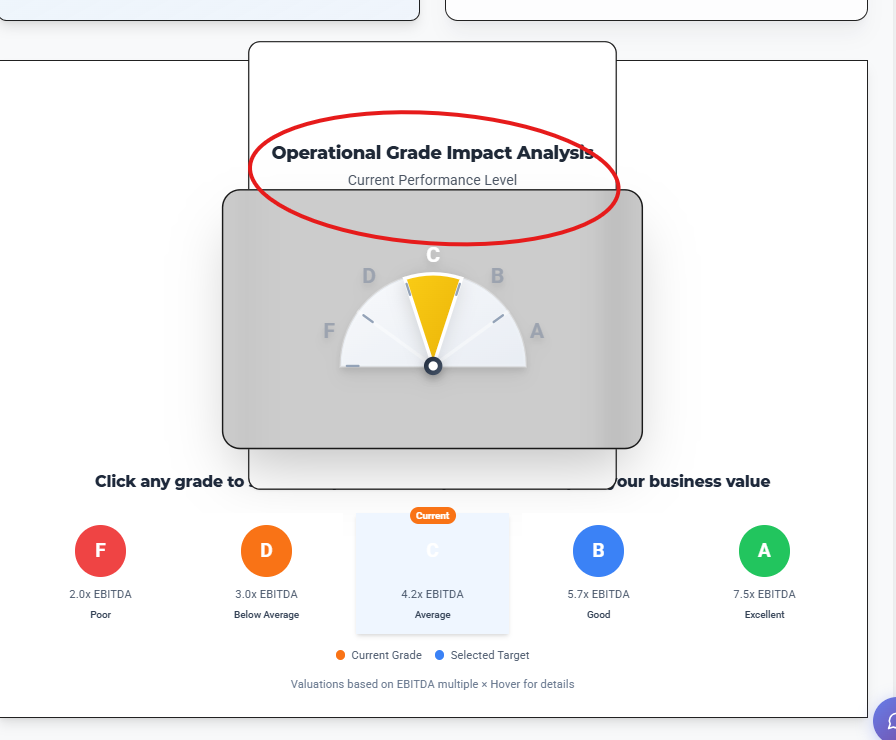 Operational Grade Impact Analysis
Current Performance Level
C
D
B
F
A
Click any grade to
our business value
Current
F
D
C
B
A
2.0x EBITDA
3.0x EBITDA
4.2x EBITDA
5.7x EBITDA
7.5x EBITDA
Poor
Below Average
Average
Good
Excellent
Current Grade
Selected Target
Valuations based on EBITDA multiple × Hover for details